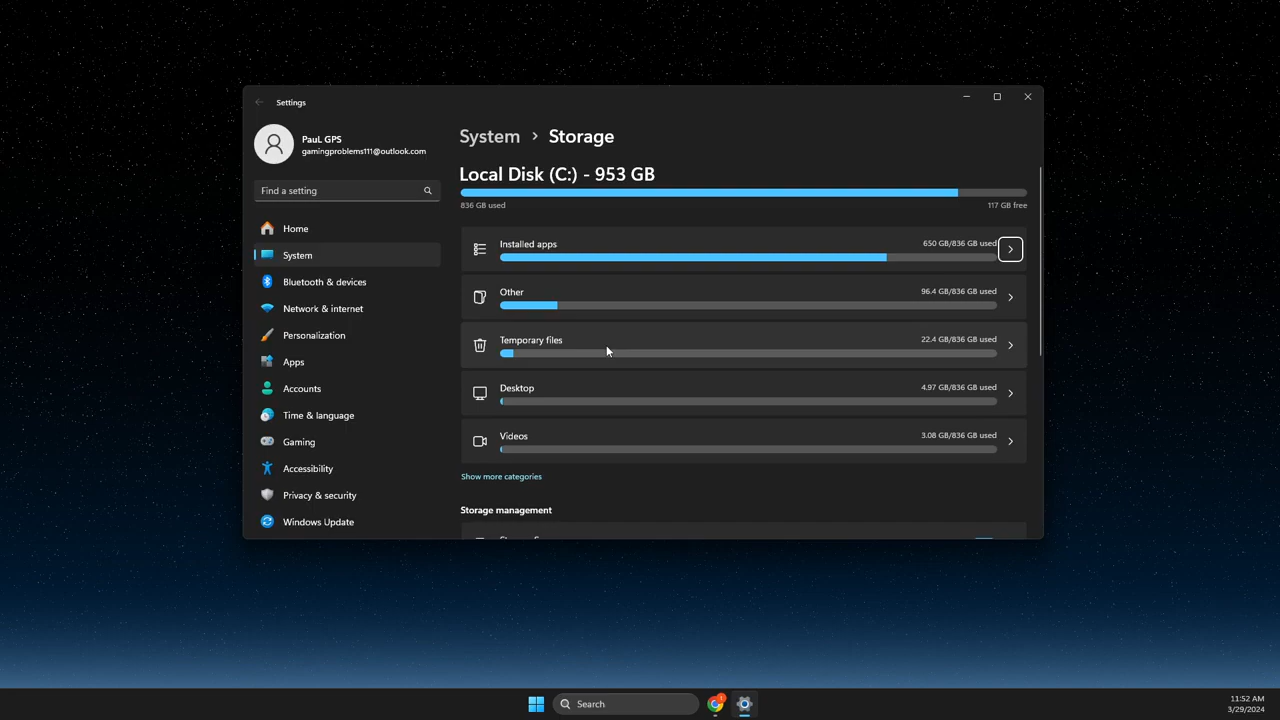 Settings
PauL GPS
gamingproblems111@outlook.com
Find a setting
Home
System
Bluetooth & devices
Network & internet
Personalization
Apps
Accounts
Time & language
Gaming
Accessibility
Privacy & security
Windows Update
System > Storage
Local Disk (C:) - 953 GB
836 GB used 117 GB free
Installed apps 650 GB/836 GB used
Other 96.4 GB/836 GB used
Temporary files 22.4 GB/836 GB used
Desktop 4.97 GB/836 GB used
Videos 3.08 GB/836 GB used
Show more categories
Storage management
Search
1
11:52 AM
3/29/2024